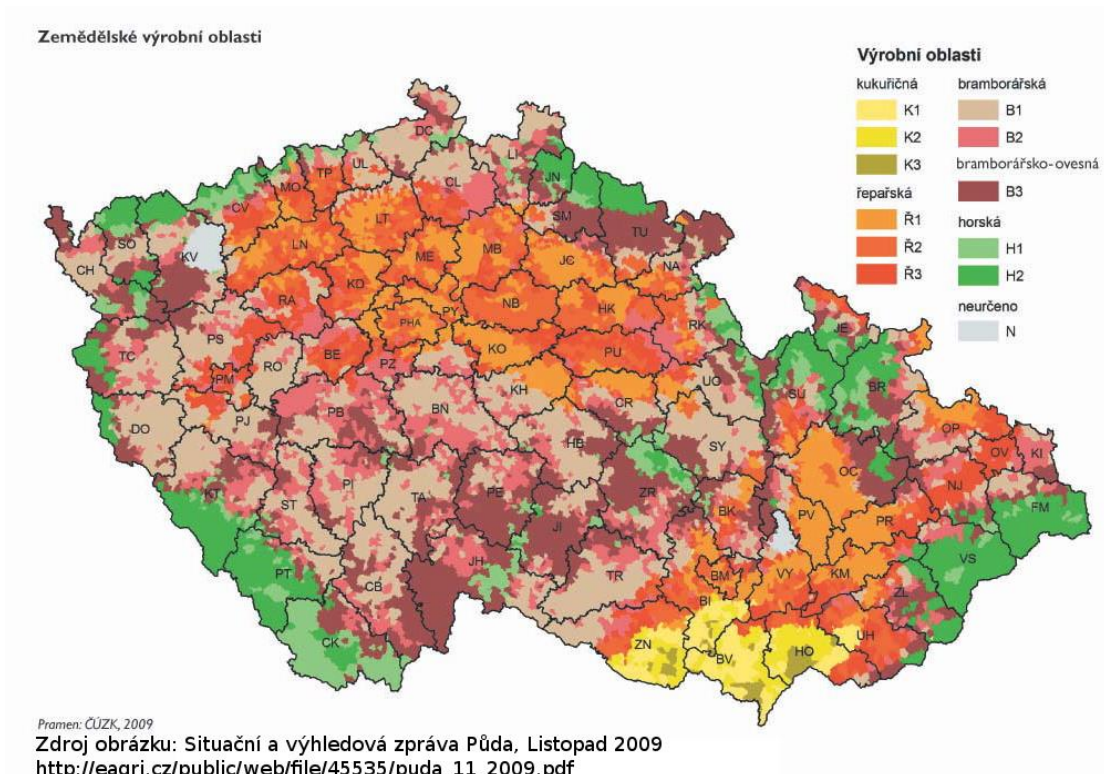 Zemědělské výrobní oblasti
Výrobní oblasti
kukuřičná
K1
K2
K3
řepařská
Ř1
Ř2
Ř3
bramborářská
B1
B2
bramborářsko-ovesná
B3
horská
H1
H2
neurčeno
N
DC
LI
JN
UL
TP
MO
CL
CV
SM
TU
LT
SO
KV
LN
ME
MB
JC
NA
CH
RA
KD
NB
HK
PHA
PY
RK
TC
PS
BE
KO
PU
JE
PM
RO
PZ
KH
CR
UO
SU
BR
DO
PJ
PB
BN
HB
SY
OP
OV
KI
KT
PI
TA
PE
ZR
BK
OC
NJ
ST
JI
PV
PR
FM
PT
CB
JH
TR
BM
VY
KM
VS
BI
ZL
CK
ZN
BV
HO
UH
Pramen: ČÚZK, 2009
Zdroj obrázku: Situační a výhledová zpráva Půda, Listopad 2009
http://eagri.cz/public/web/file/45535/puda_11_2009.pdf